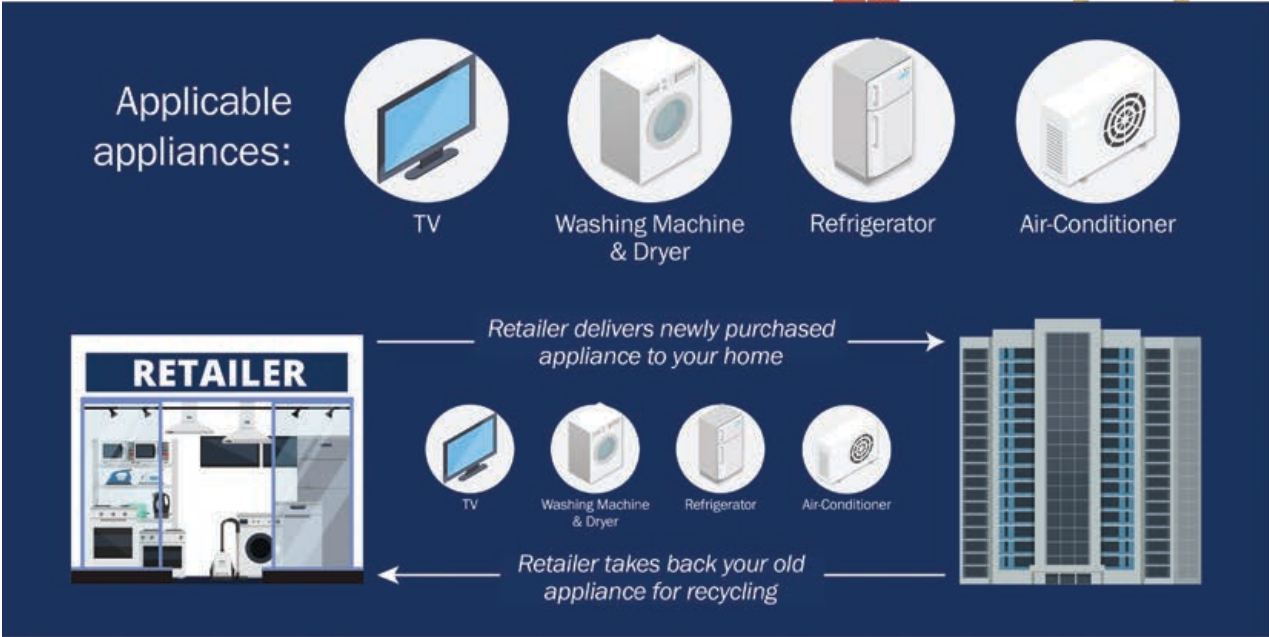 Applicable
appliances:
TV
Washing Machine
& Dryer
Refrigerator
Air-Conditioner
Retailer delivers newly purchased
appliance to your home
RETAILER
TV
Washing Machine
& Dryer
Refrigerator
Air-Conditioner
Retailer takes back your old
appliance for recycling